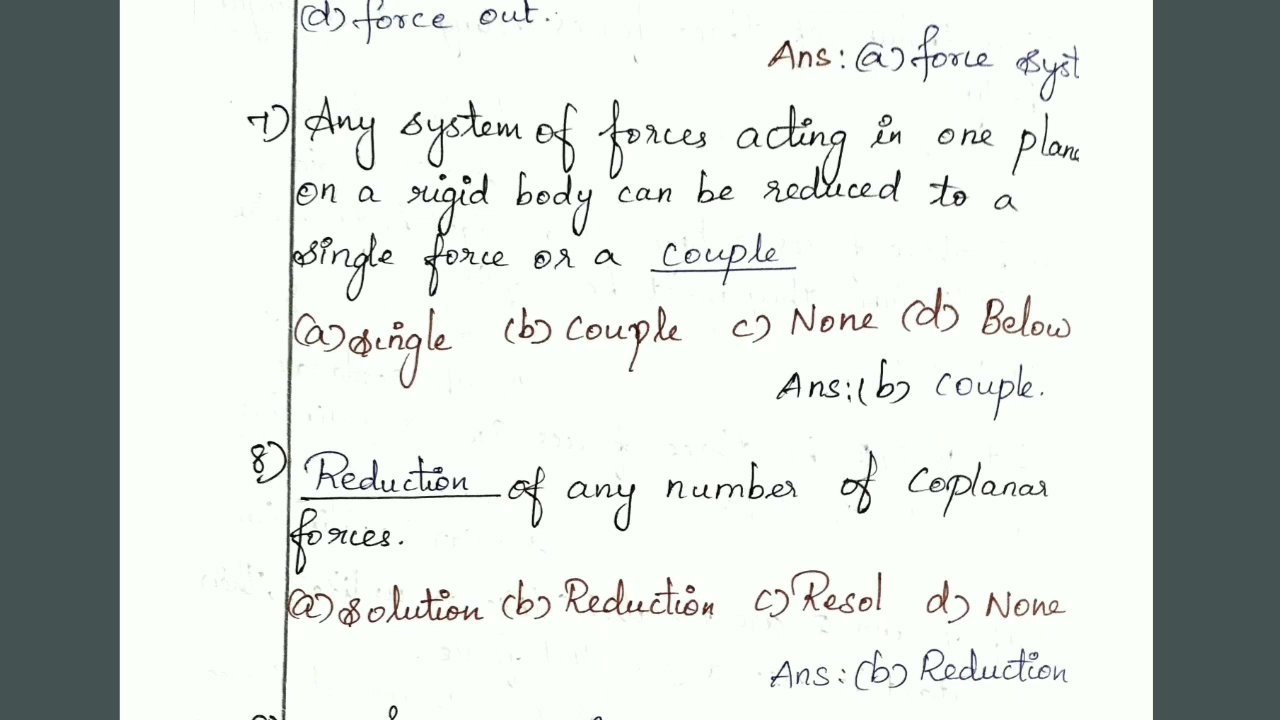 (d) force out.
Ans: (a) force syst
7) Any system of forces acting in one plane
on a rigid body can be reduced to a
single force or a couple
(a) single (b) couple c) None (d) Below
Ans: (b) couple.
8) Reduction of any number of coplanar
forces.
(a) solution (b) Reduction c) Resol d) None
Ans: (b) Reduction